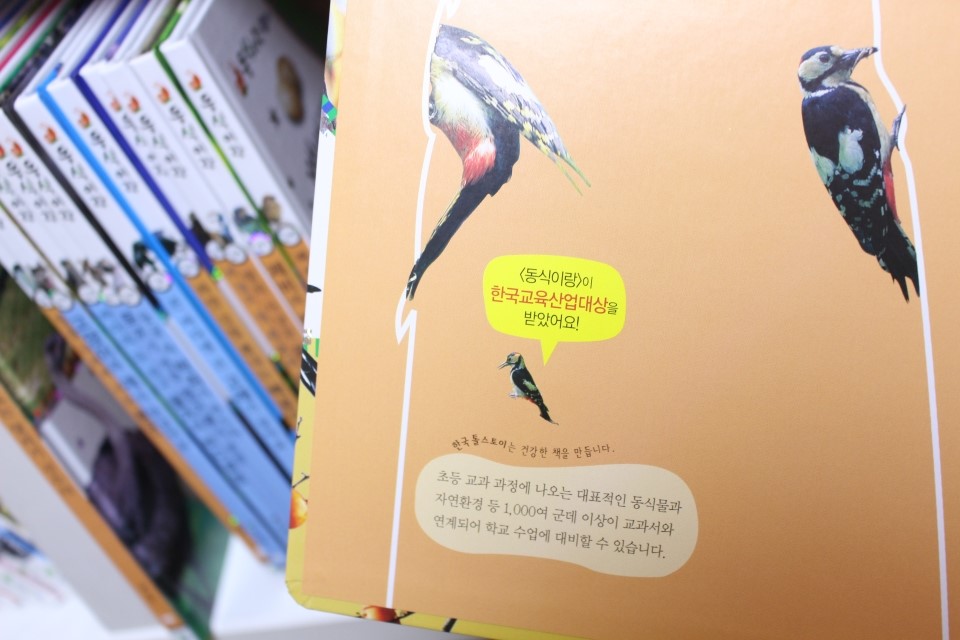 〈동식이랑〉이
한국교육산업대상을
받았어요!
한국톨스토이는 건강한 책을 만듭니다.
초등 교과 과정에 나오는 대표적인 동식물과
자연환경 등 1,000여 군데 이상이 교과서와
연계되어 학교 수업에 대비할 수 있습니다.